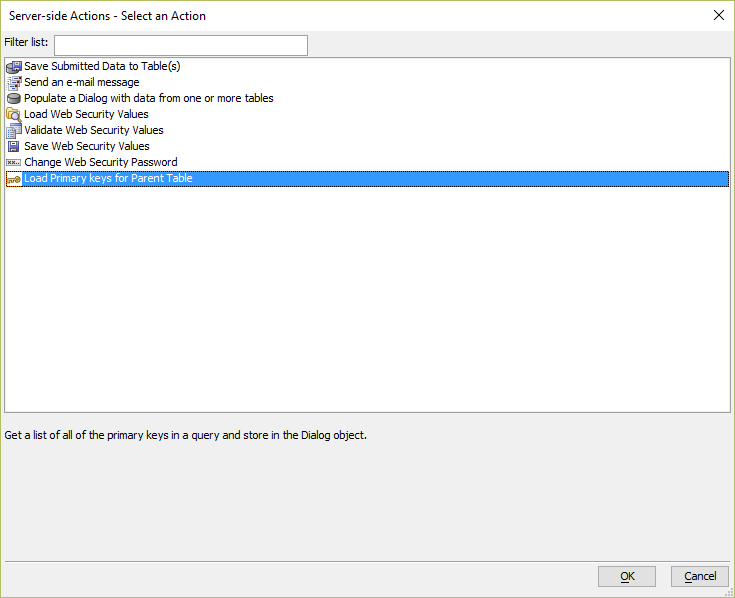 Server-side Actions - Select an Action
Filter list:
Save Submitted Data to Table(s)
Send an e-mail message
Populate a Dialog with data from one or more tables
Load Web Security Values
Validate Web Security Values
Save Web Security Values
Change Web Security Password
Load Primary keys for Parent Table
Get a list of all of the primary keys in a query and store in the Dialog object.
OK
Cancel